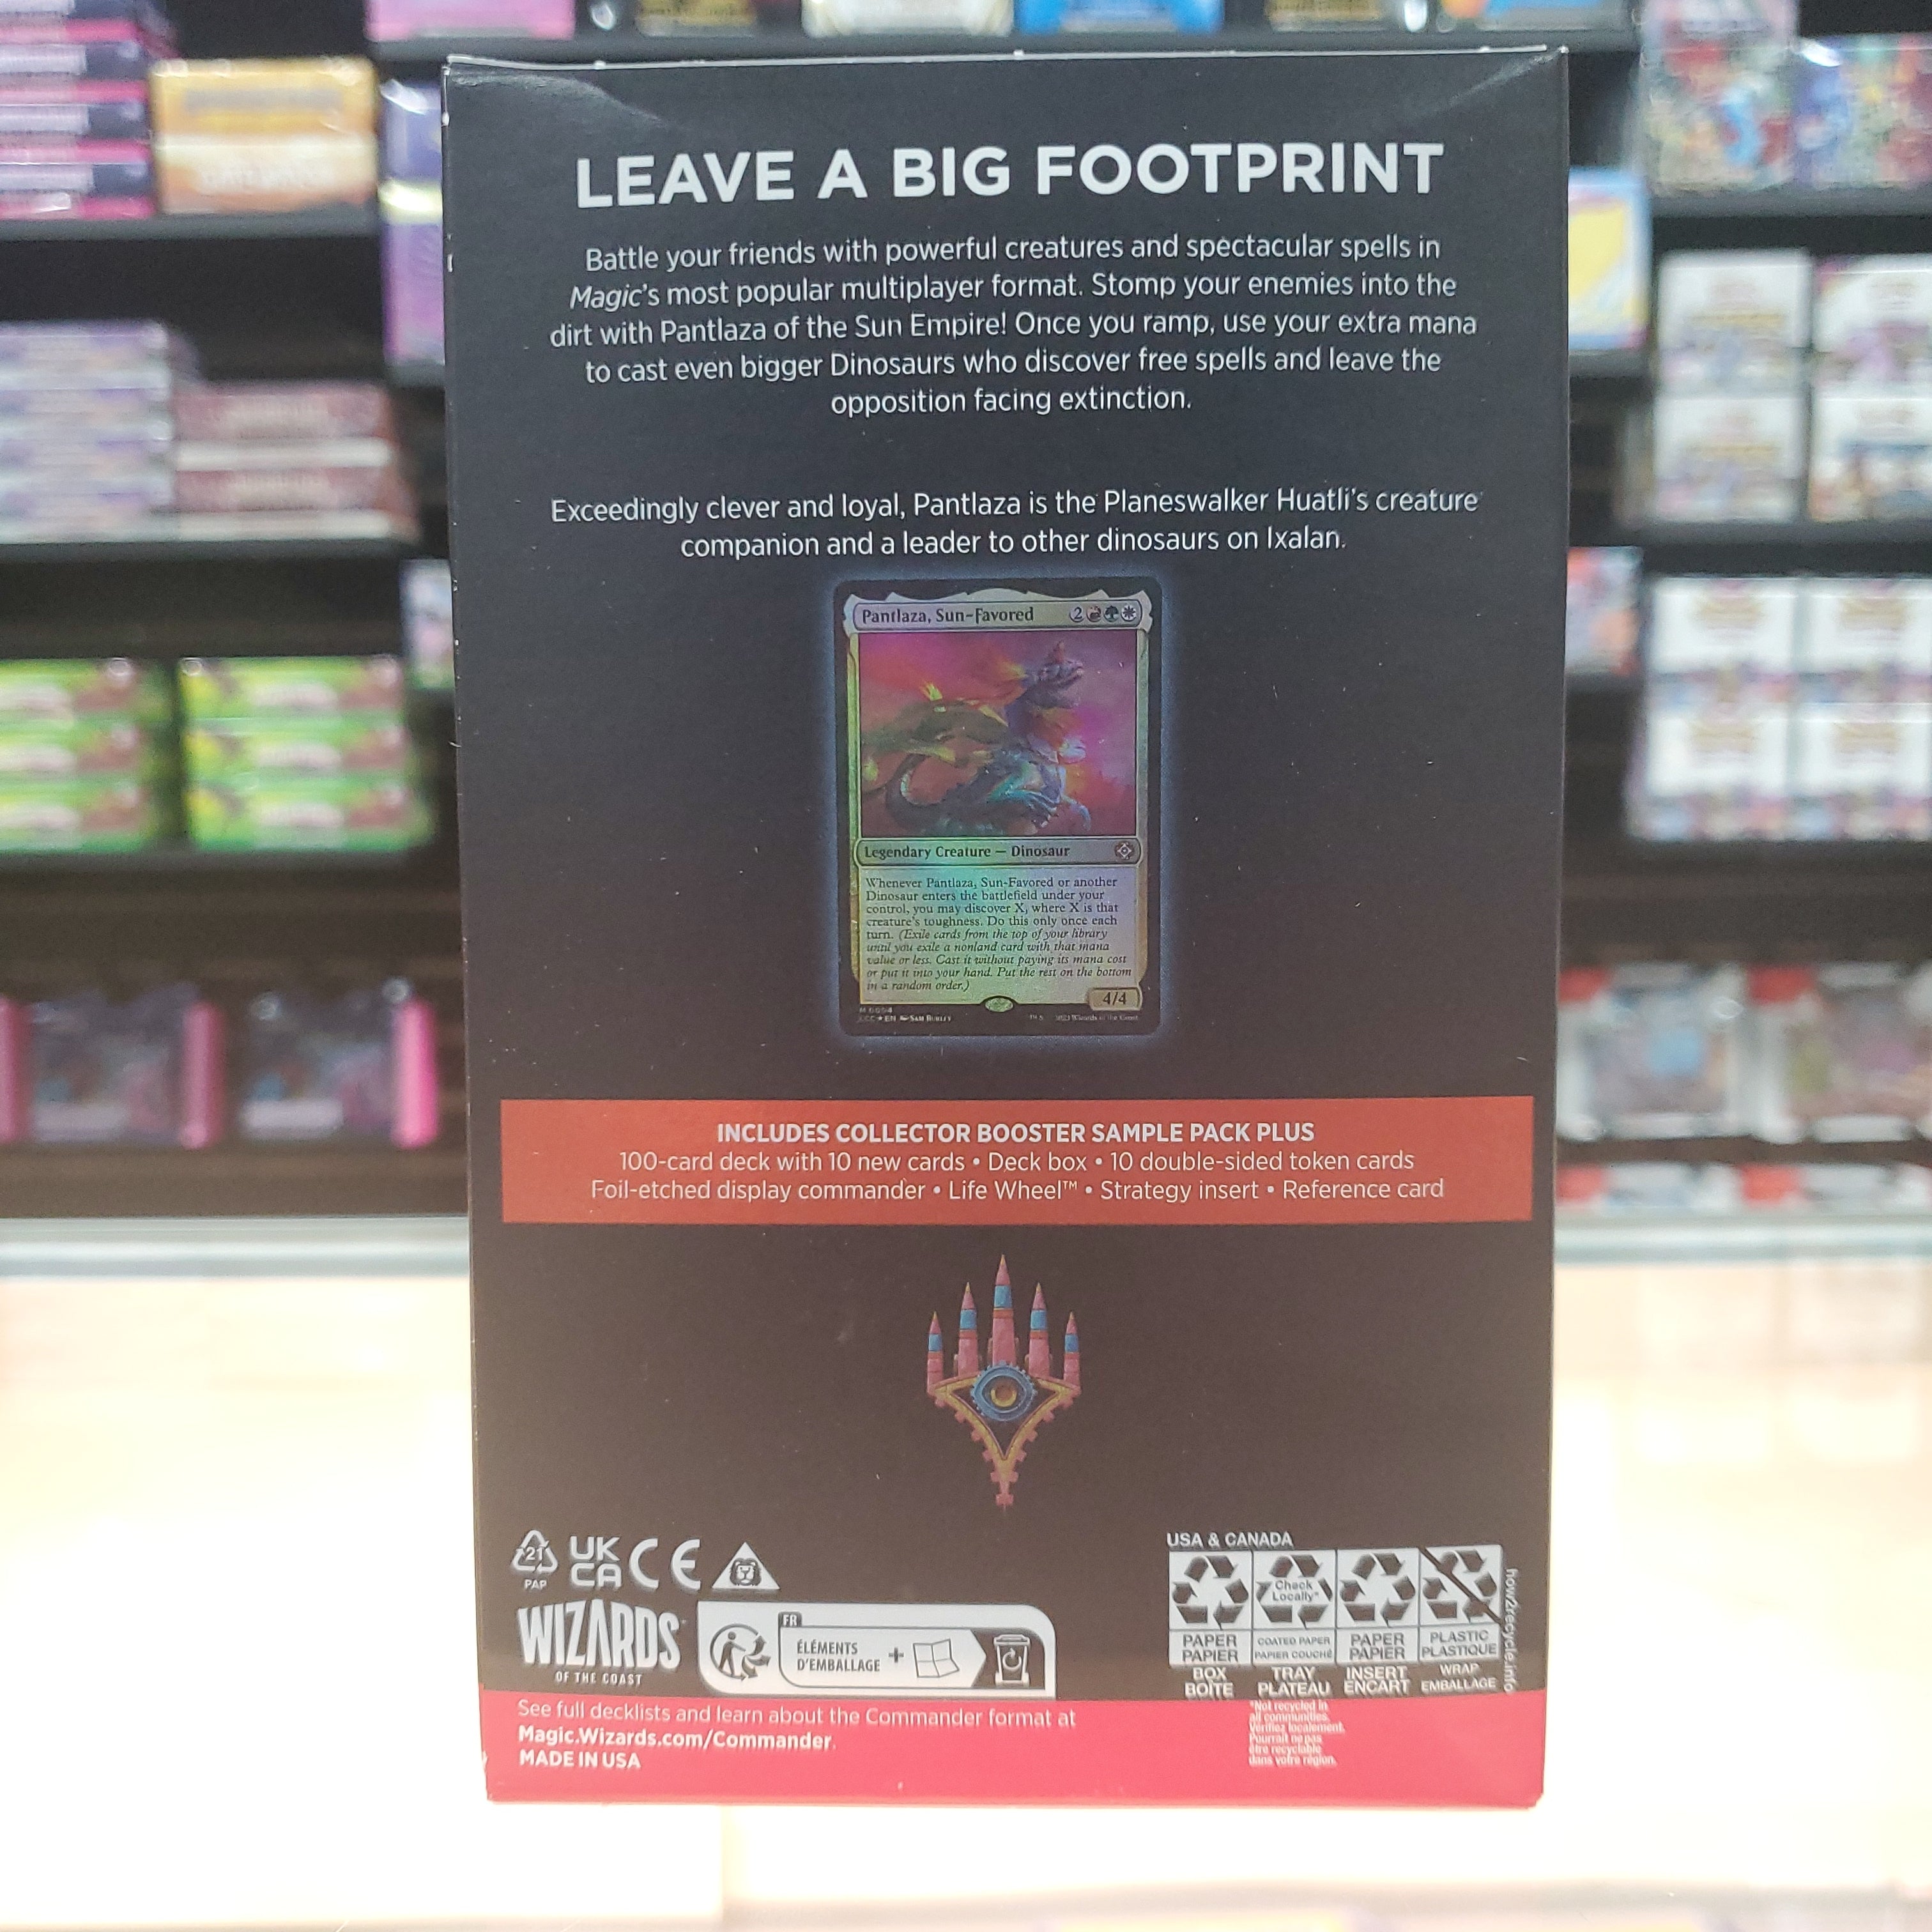 LEAVE A BIG FOOTPRINT
Battle your friends with powerful creatures and spectacular spells in
Magic's most popular multiplayer format. Stomp your enemies into the
dirt with Pantlaza of the Sun Empire! Once you ramp, use your extra mana
to cast even bigger Dinosaurs who discover free spells and leave the
opposition facing extinction.
Exceedingly clever and loyal, Pantlaza is the Planeswalker Huatli's creature
companion and a leader to other dinosaurs on Ixalan.
Pantlaza, Sun-Favored 2
Legendary Creature — Dinosaur
Whenever Pantlaza, Sun-Favored or another
Dinosaur enters the battlefield under your
control, you may discover X, where X is that
creature's toughness. Do this only once each
turn. (Exile cards from the top of your library
until you exile a nonland card with that mana
value or less. Cast it without paying its mana cost
or put it into your hand. Put the rest on the bottom
in a random order.)
4/4
EN Sam Burley
INCLUDES COLLECTOR BOOSTER SAMPLE PACK PLUS
100-card deck with 10 new cards • Deck box • 10 double-sided token cards
Foil-etched display commander • Life Wheel™ • Strategy insert • Reference card
21
PAP
UK
CA
CE
WIZARDS
OF THE COAST
FR
ÉLÉMENTS
D'EMBALLAGE +
USA & CANADA
Check
Locally*
PAPER
PAPIER
BOX
BOÎTE
COATED PAPER
PAPIER COUCHÉ
TRAY
PLATEAU
PAPER
PAPIER
INSERT
ENCART
PLASTIC
PLASTIQUE
WRAP
EMBALLAGE
how2recycle.info
*Not recycled in
all communities.
Vérifiez localement.
Pourrait ne pas
être recyclable
dans votre région.
See full decklists and learn about the Commander format at
Magic.Wizards.com/Commander.
MADE IN USA